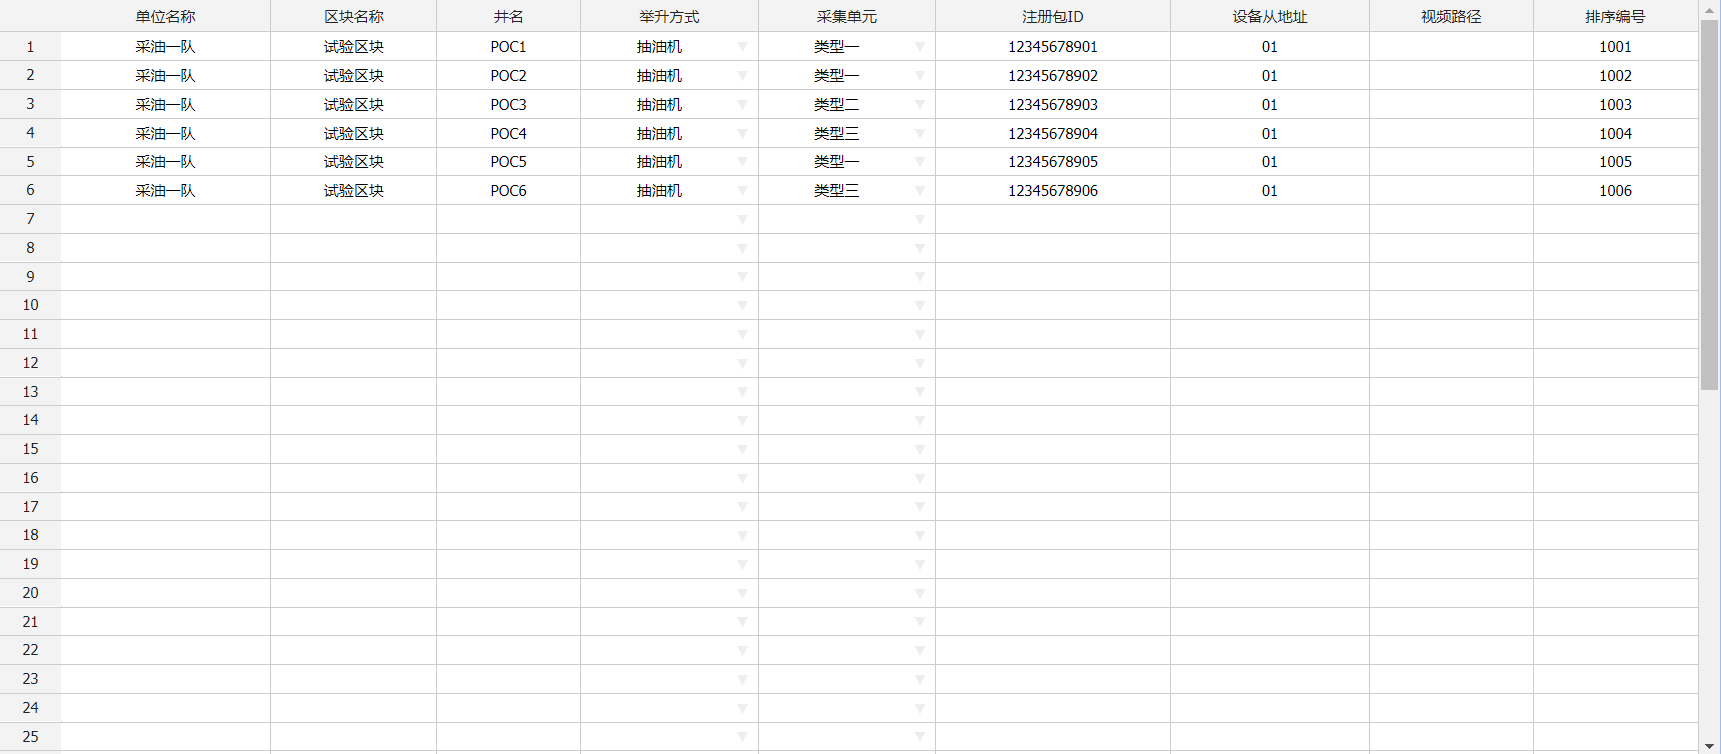 单位名称 区块名称 井名 举升方式 采集单元 注册包ID 设备从地址 视频路径 排序编号
1 采油一队 试验区块 POC1 抽油机 类型一 12345678901 01 1001
2 采油一队 试验区块 POC2 抽油机 类型一 12345678902 01 1002
3 采油一队 试验区块 POC3 抽油机 类型二 12345678903 01 1003
4 采油一队 试验区块 POC4 抽油机 类型三 12345678904 01 1004
5 采油一队 试验区块 POC5 抽油机 类型一 12345678905 01 1005
6 采油一队 试验区块 POC6 抽油机 类型三 12345678906 01 1006
7
8
9
10
11
12
13
14
15
16
17
18
19
20
21
22
23
24
25